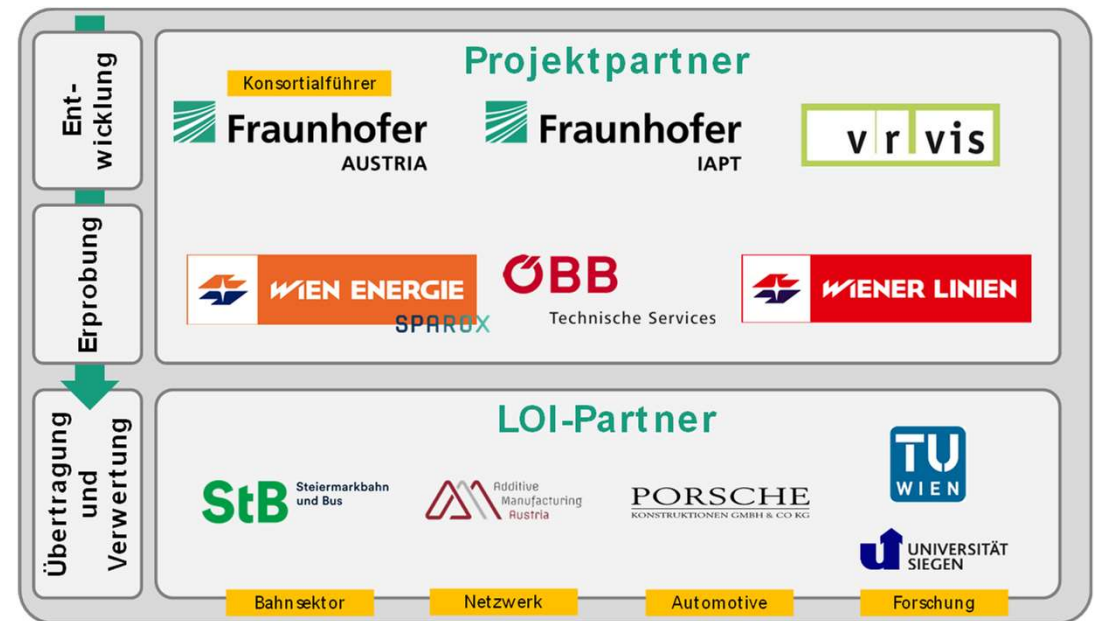 Ent-
wicklung
Projektpartner
Konsortialführer
Fraunhofer
AUSTRIA
Fraunhofer
IAPT
vrvis
Erprobung
WIEN ENERGIE
SPAROX
ÖBB
Technische Services
WIENER LINIEN
Übertragung
und
Verwertung
LOI-Partner
StB
Steiermarkbahn
und Bus
Additive
Manufacturing
Austria
PORSCHE
KONSTRUKTIONEN GMBH & CO KG
TU
WIEN
UNIVERSITÄT
SIEGEN
Bahnsektor
Netzwerk
Automotive
Forschung